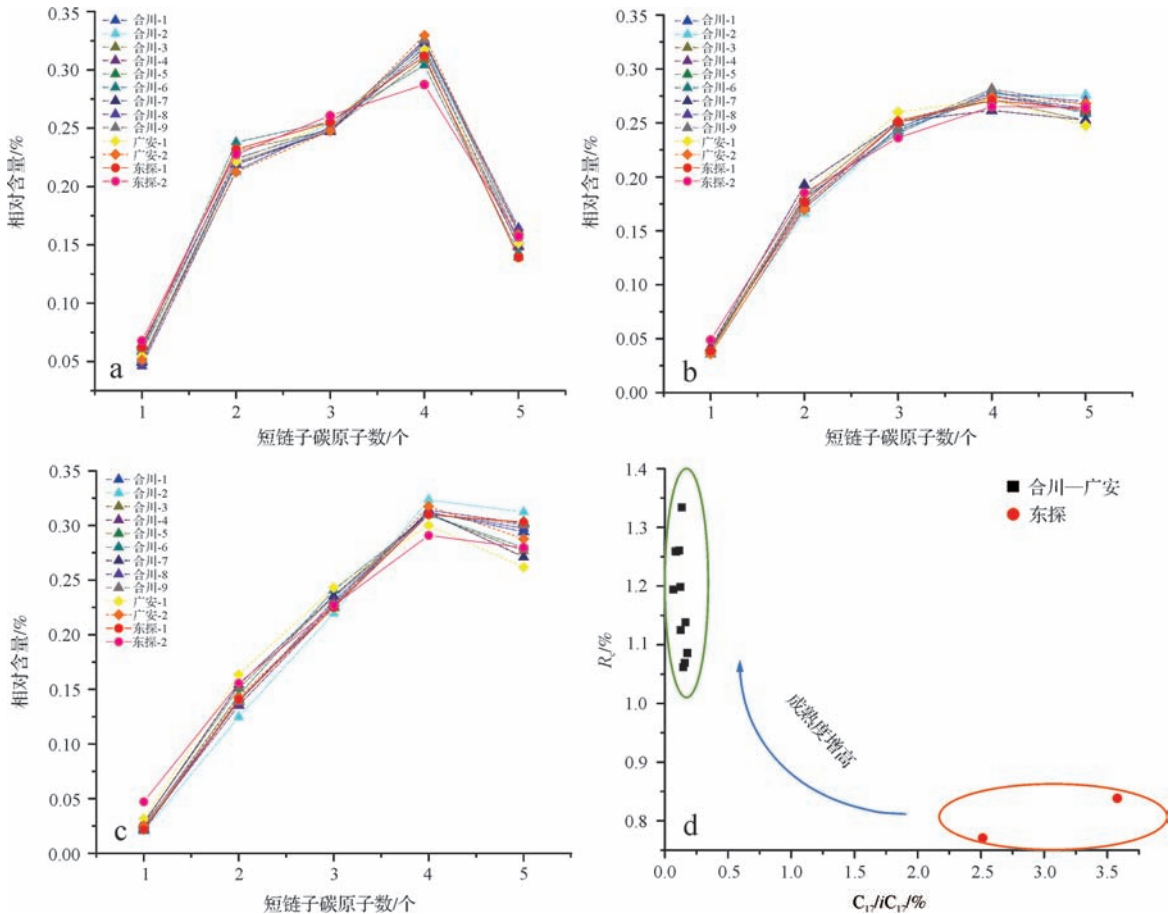 0.35
0.30
0.25
0.20
0.15
0.10
0.05
相对含量/%
合川-1
合川-2
合川-3
合川-4
合川-5
合川-6
合川-7
合川-8
合川-9
广安-1
广安-2
东探-1
东探-2
a
1 2 3 4 5
短链子碳原子数/个
0.35
0.30
0.25
0.20
0.15
0.10
0.05
0.00
相对含量/%
合川-1
合川-2
合川-3
合川-4
合川-5
合川-6
合川-7
合川-8
合川-9
广安-1
广安-2
东探-1
东探-2
b
1 2 3 4 5
短链子碳原子数/个
0.35
0.30
0.25
0.20
0.15
0.10
0.05
0.00
相对含量/%
合川-1
合川-2
合川-3
合川-4
合川-5
合川-6
合川-7
合川-8
合川-9
广安-1
广安-2
东探-1
东探-2
c
1 2 3 4 5
短链子碳原子数/个
1.4
1.3
1.2
1.1
1.0
0.9
0.8
合川—广安
东探
成熟度增高
d
0.0 0.5 1.0 1.5 2.0 2.5 3.0 3.5
C17/iC17/%